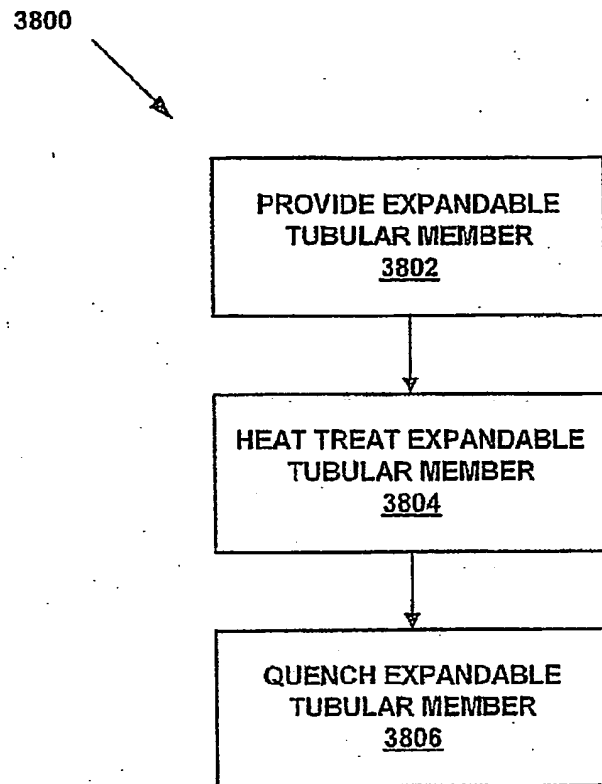 3800
PROVIDE EXPANDABLE
TUBULAR MEMBER
3802
HEAT TREAT EXPANDABLE
TUBULAR MEMBER
3804
QUENCH EXPANDABLE
TUBULAR MEMBER
3806